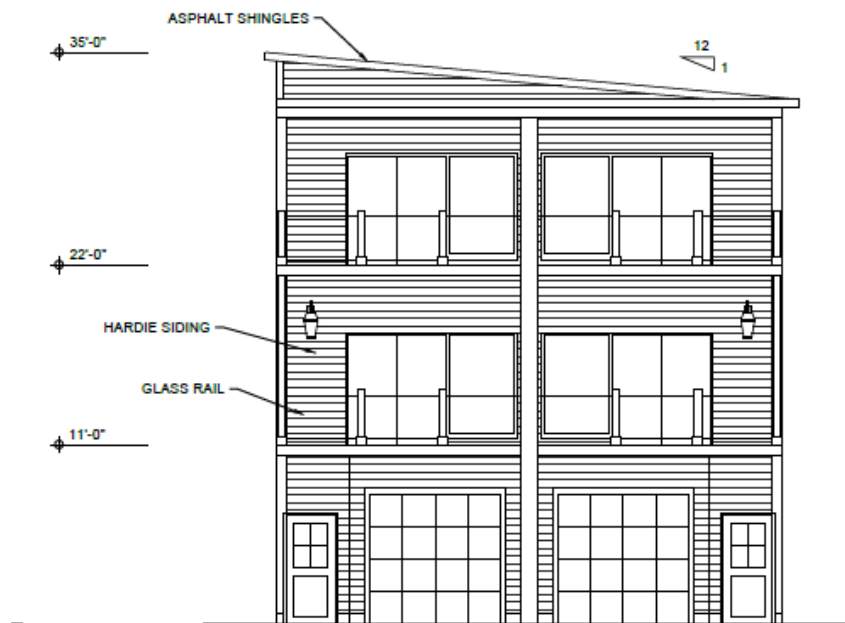 ASPHALT SHINGLES
35'-0"
12
1
22'-0"
HARDIE SIDING
GLASS RAIL
11'-0"